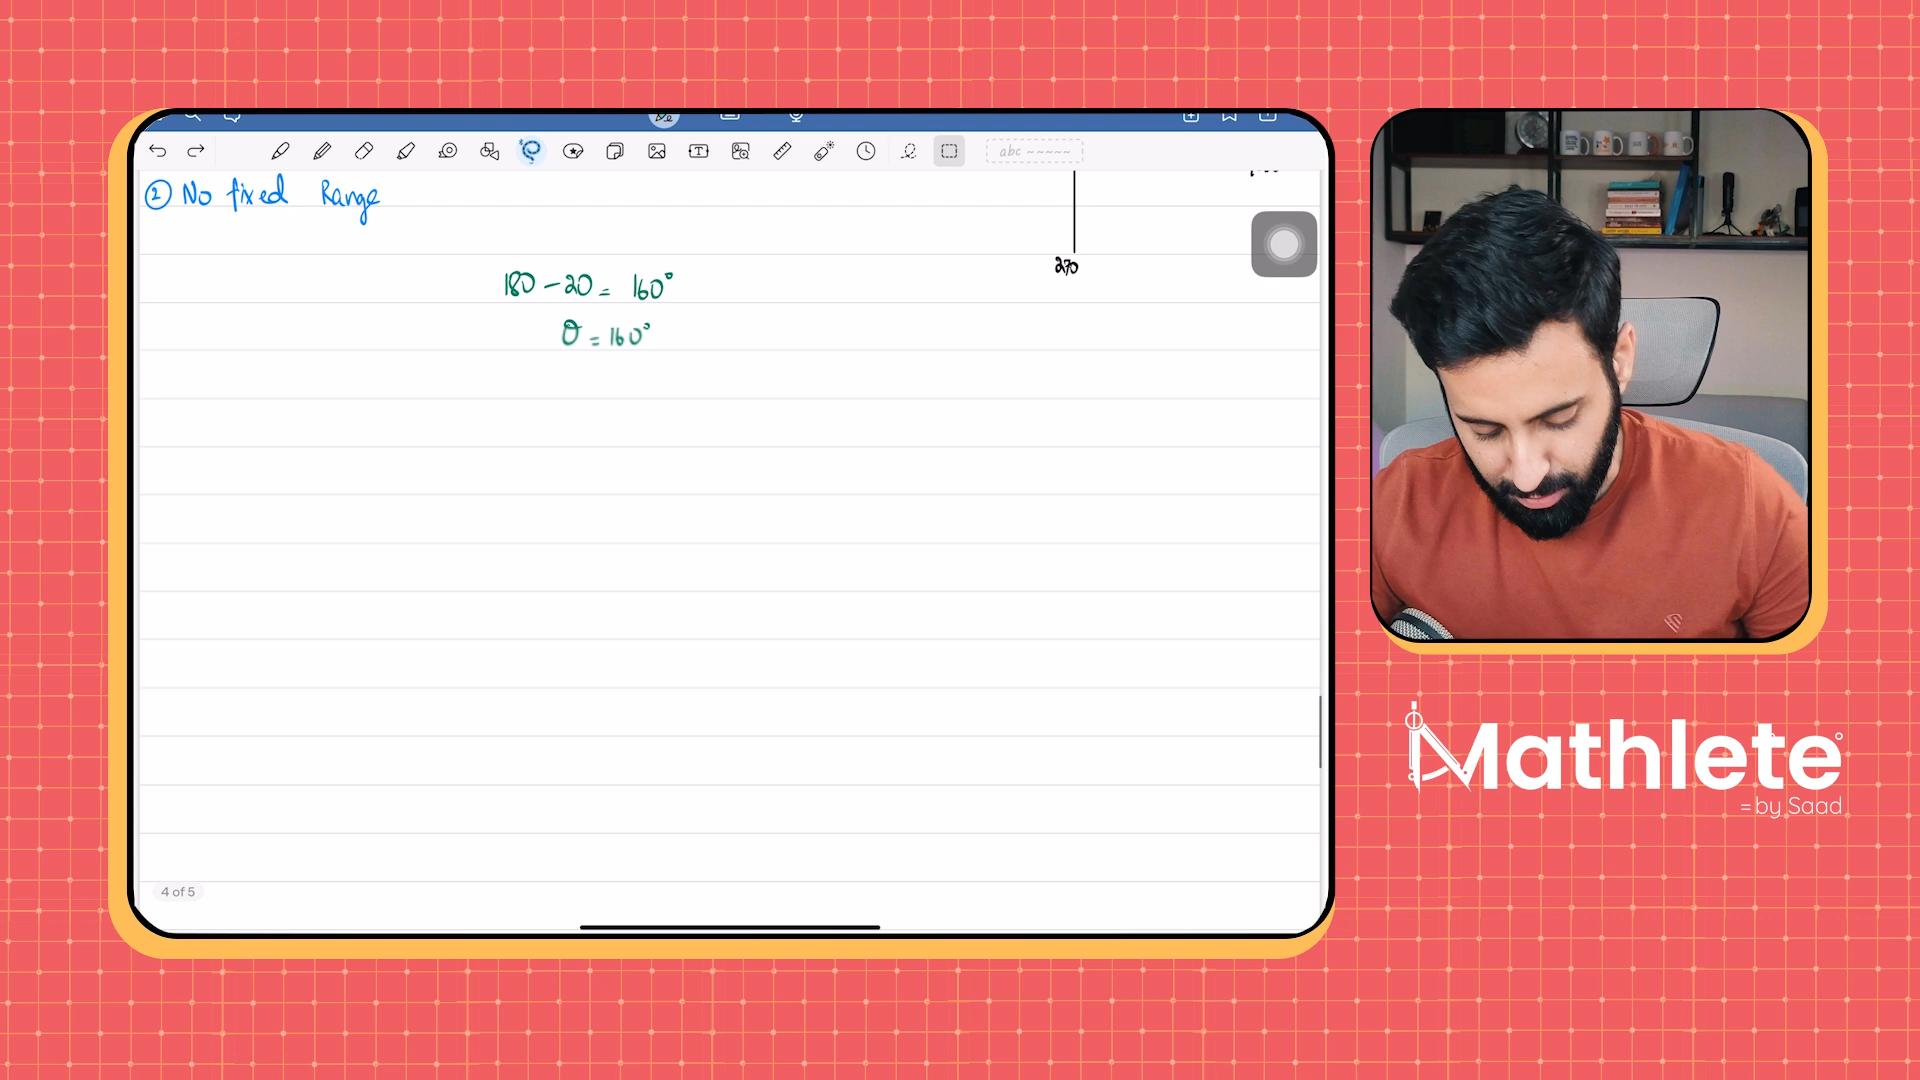 abc
② No fixed Range
270
180 - 20 = 160°
θ = 160°
4 of 5
Mathlete
= by Saad